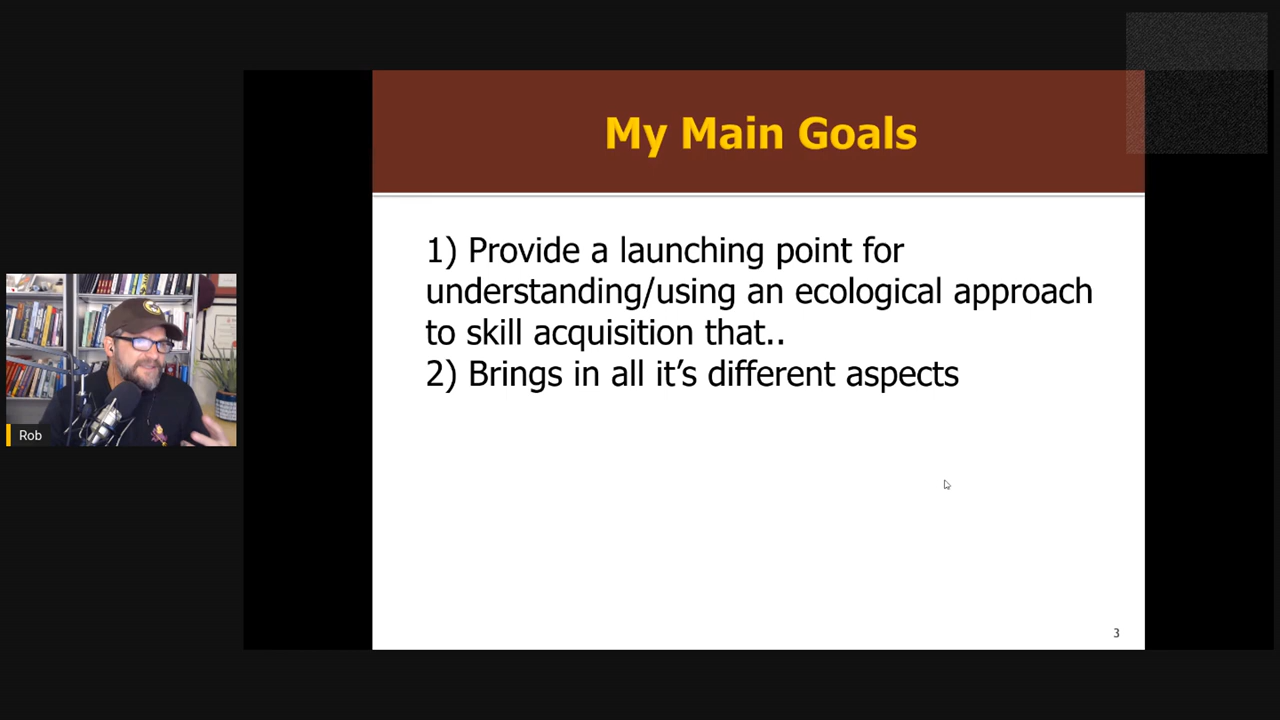 My Main Goals
1) Provide a launching point for
understanding/using an ecological approach
to skill acquisition that..
2) Brings in all it's different aspects
Rob
3